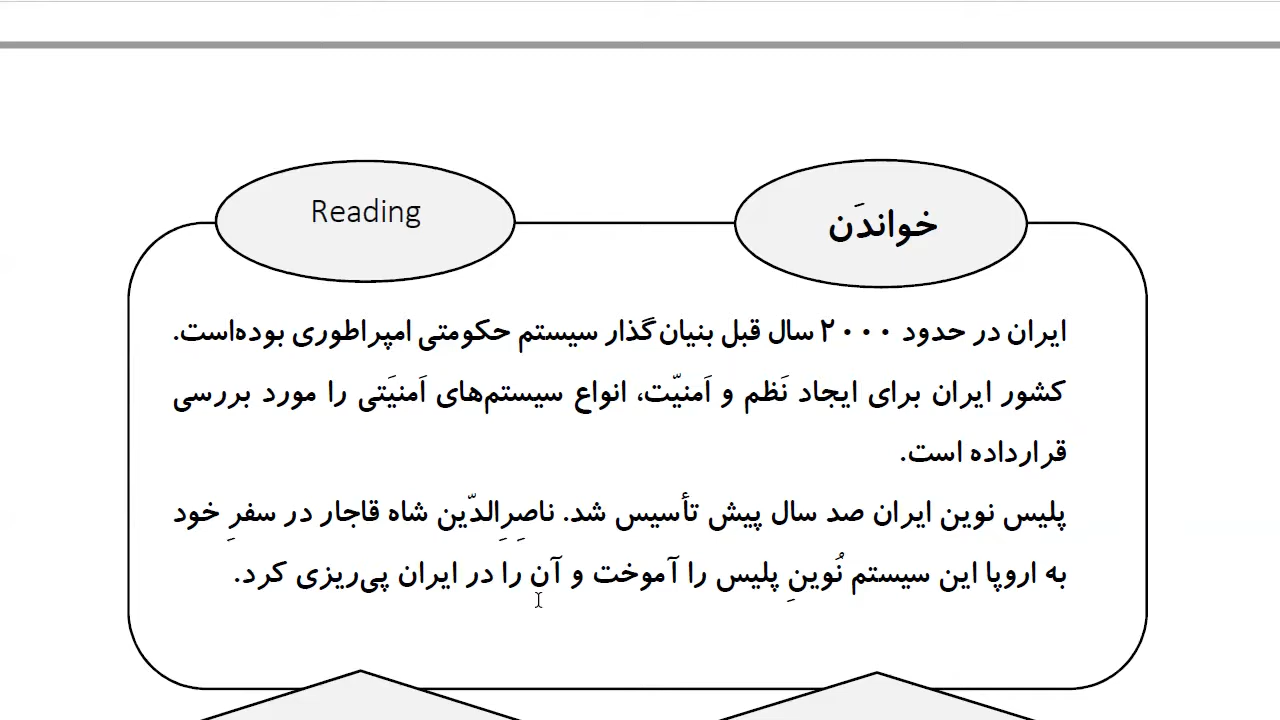 خواندَن
Reading
ایران در حدود ۲۰۰۰ سال قبل بنیان‌گذار سیستم حکومتی امپراطوری بوده‌است.
کشور ایران برای ایجاد نَظم و اَمنیّت، انواع سیستم‌های اَمنیَتی را مورد بررسی
قرارداده است.
پلیس نوین ایران صد سال پیش تأسیس شد. ناصِرِالدّین شاه قاجار در سفرِ خود
به اروپا این سیستم نُوینِ پلیس را آموخت و آن را در ایران پی‌ریزی کرد.